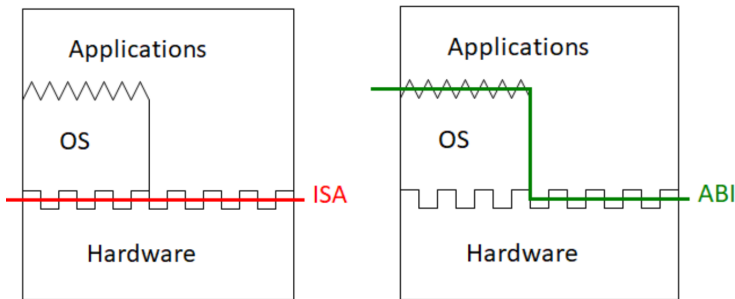 Applications
OS
ISA
Hardware
Applications
OS
ABI
Hardware